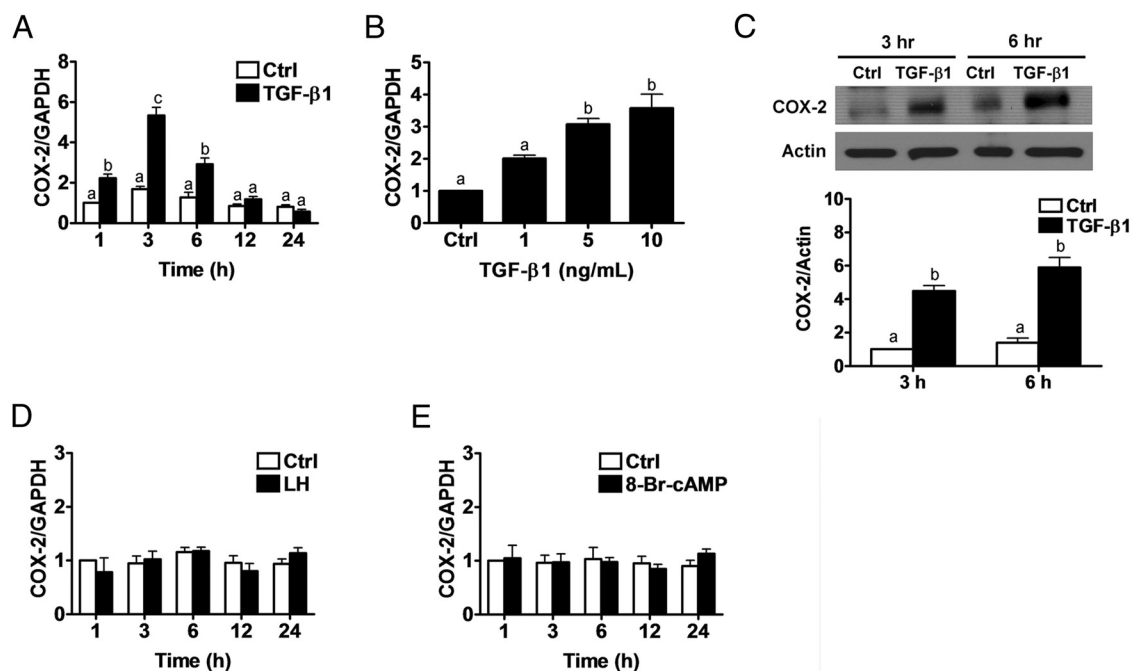 A
COX-2/GAPDH
8
6
4
2
0
Ctrl
TGF-β1
a b a c a b a a a a
1 3 6 12 24
Time (h)
B
COX-2/GAPDH
5
4
3
2
1
0
a a b b
Ctrl 1 5 10
TGF-β1 (ng/mL)
C
3 hr 6 hr
Ctrl TGF-β1 Ctrl TGF-β1
COX-2
Actin
COX-2/Actin
10
8
6
4
2
0
Ctrl
TGF-β1
a b a b
3 h 6 h
D
COX-2/GAPDH
3
2
1
0
Ctrl
LH
1 3 6 12 24
Time (h)
E
COX-2/GAPDH
3
2
1
0
Ctrl
8-Br-cAMP
1 3 6 12 24
Time (h)